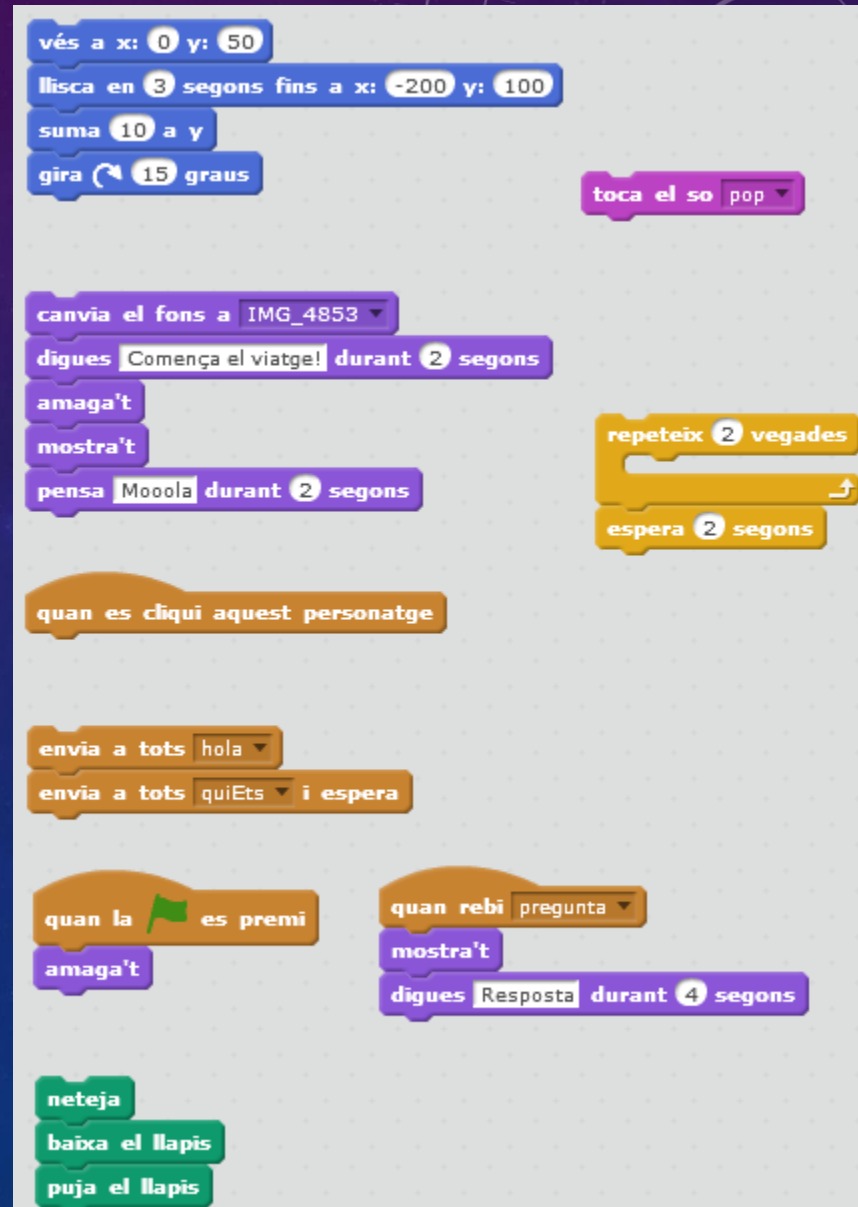 vés a x: 0 y: 50
llisca en 3 segons fins a x: -200 y: 100
suma 10 a y
gira 15 graus
toca el so pop
canvia el fons a IMG_4853
digues Comença el viatge! durant 2 segons
amaga't
mostra't
pensa Mooola durant 2 segons
repeteix 2 vegades
espera 2 segons
quan es cliqui aquest personatge
envia a tots hola
envia a tots quiEts i espera
quan la es premi
amaga't
quan rebi pregunta
mostra't
digues Resposta durant 4 segons
neteja
baixa el llapis
puja el llapis